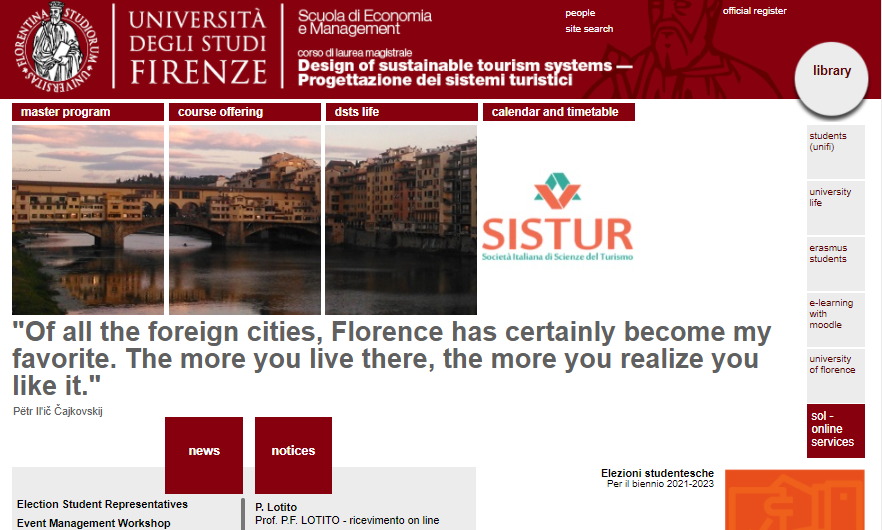 FLORENTINA STUDIORUM UNIVERSITAS
UNIVERSITÀ
DEGLI STUDI
FIRENZE
Scuola di Economia
e Management
corso di laurea magistrale
Design of sustainable tourism systems —
Progettazione dei sistemi turistici
people
site search
official register
library
master program
course offering
dsts life
calendar and timetable
SISTUR
Società Italiana di Scienze del Turismo
students
(unifi)
university
life
erasmus
students
e-learning
with
moodle
university
of florence
sol -
online
services
"Of all the foreign cities, Florence has certainly become my
favorite. The more you live there, the more you realize you
like it."
Pëtr Il'ič Čajkovskij
news
notices
Election Student Representatives
Event Management Workshop
P. Lotito
Prof. P.F. LOTITO - ricevimento on line
Elezioni studentesche
Per il biennio 2021-2023